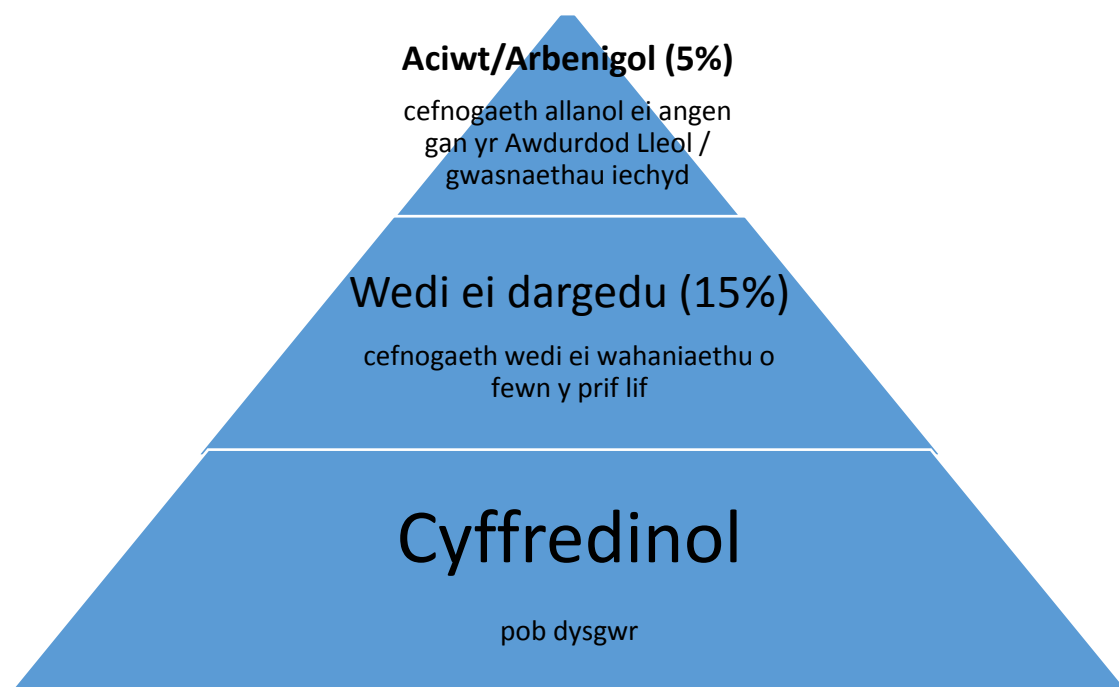 Aciwt/Arbenigol (5%)
cefnogaeth allanol ei angen
gan yr Awdurdod Lleol /
gwasnaethau iechyd
Wedi ei dargedu (15%)
cefnogaeth wedi ei wahaniaethu o
fewn y prif lif
Cyffredinol
pob dysgwr